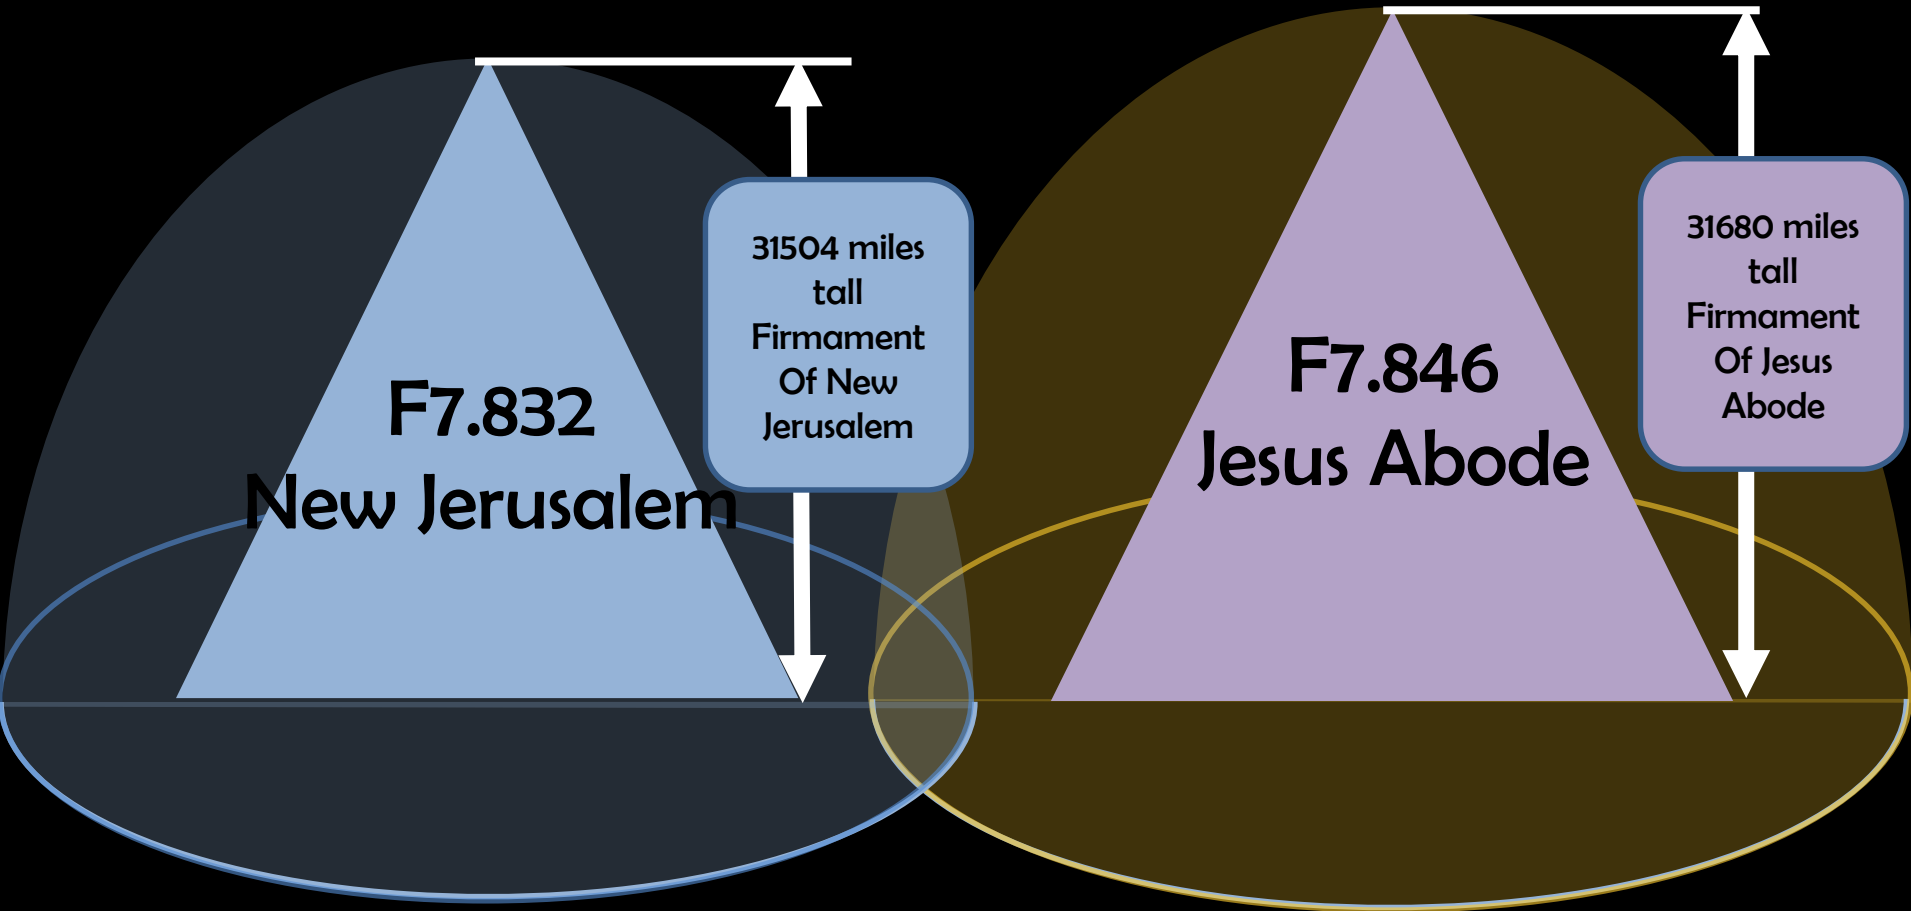 F7.832
New Jerusalem
31504 miles
tall
Firmament
Of New
Jerusalem
F7.846
Jesus Abode
31680 miles
tall
Firmament
Of Jesus
Abode